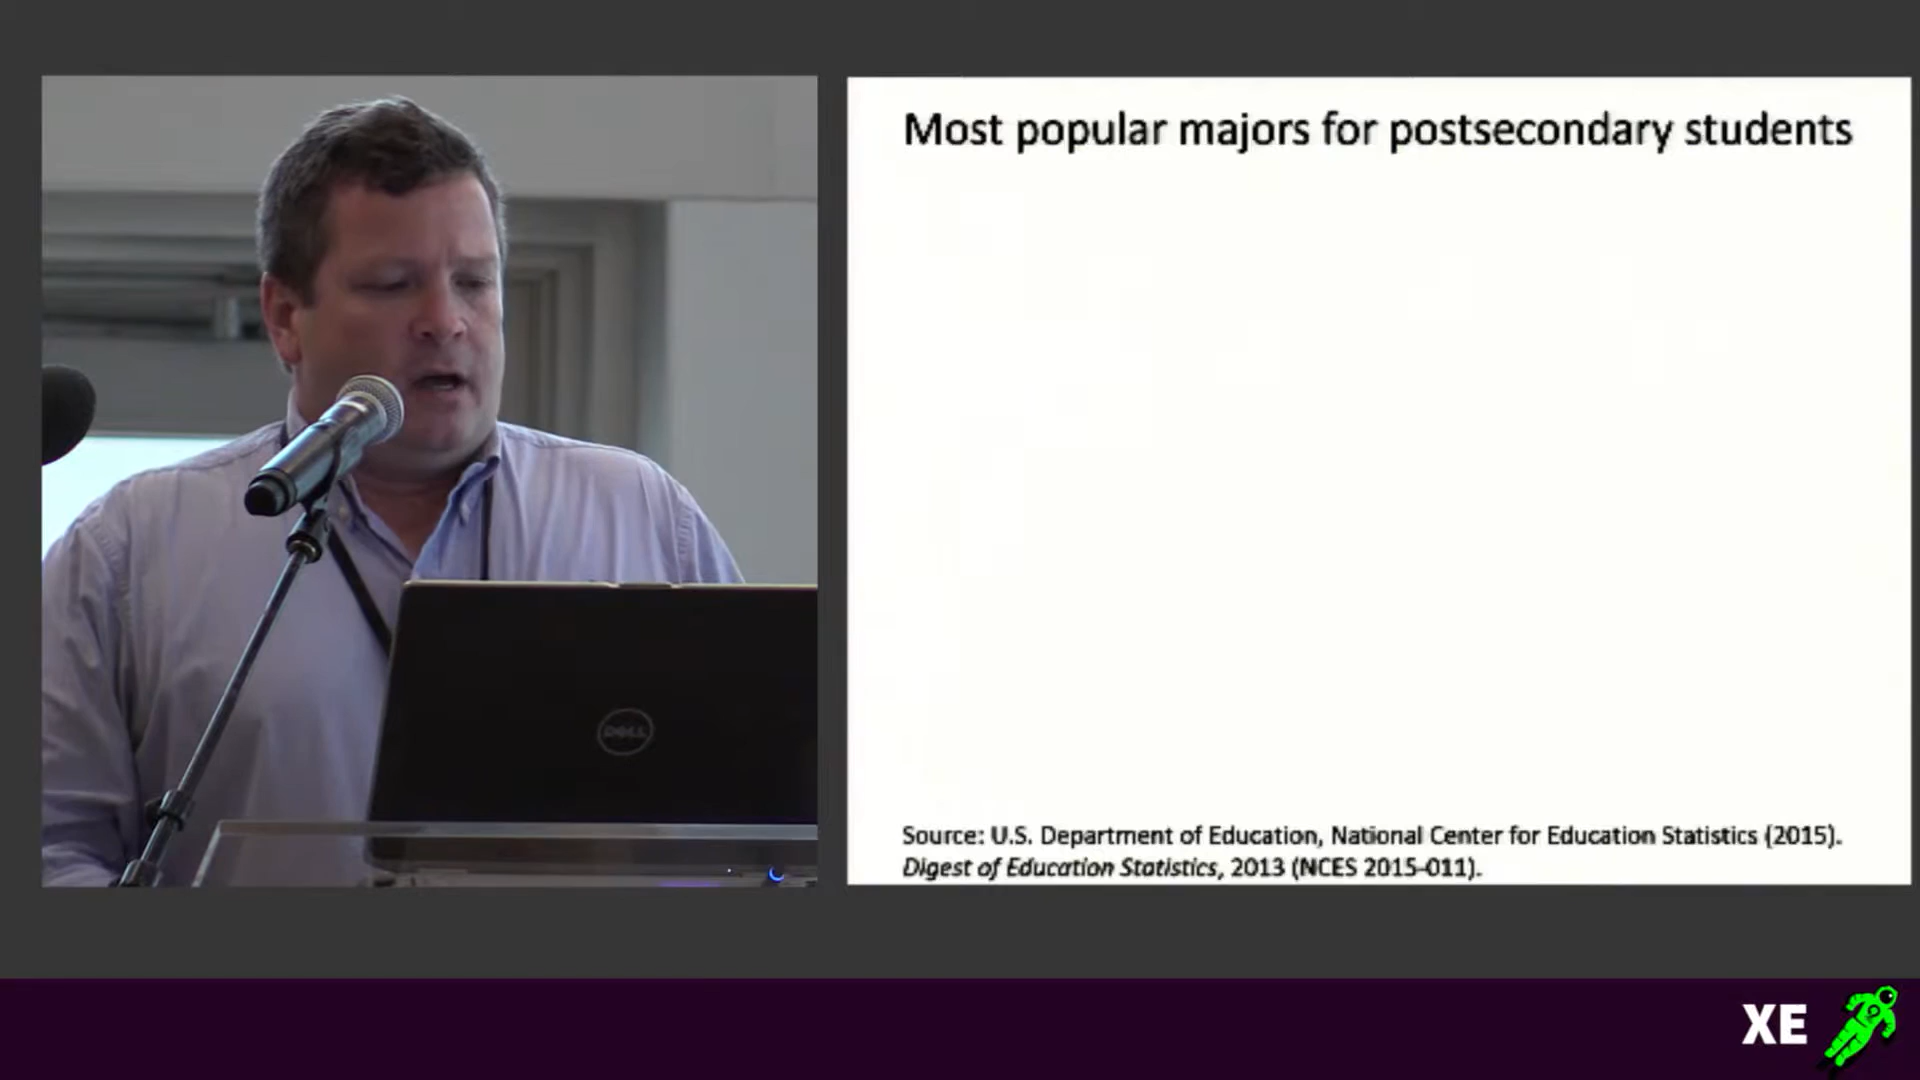 Most popular majors for postsecondary students
DELL
Source: U.S. Department of Education, National Center for Education Statistics (2015).
Digest of Education Statistics, 2013 (NCES 2015-011).
XE